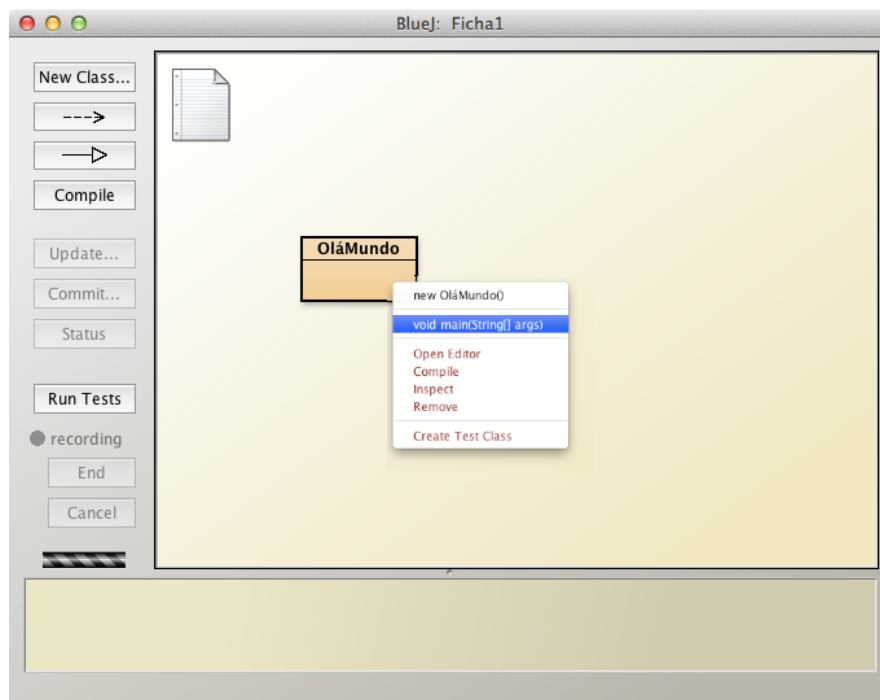 BlueJ: Ficha1
New Class...
Compile
Update...
Commit...
Status
Run Tests
recording
End
Cancel
OláMundo
new OláMundo()
void main(String[] args)
Open Editor
Compile
Inspect
Remove
Create Test Class